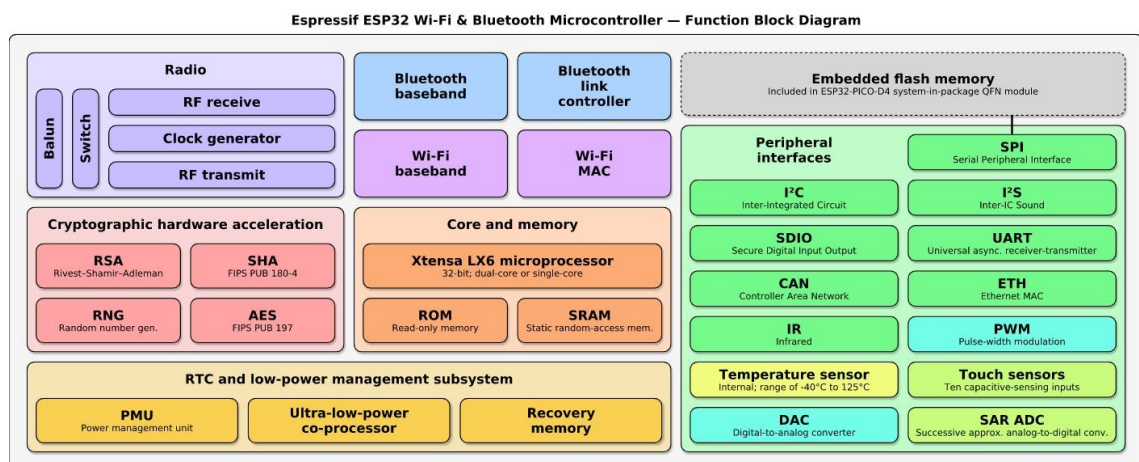 Espressif ESP32 Wi-Fi & Bluetooth Microcontroller — Function Block Diagram
Radio
Balun
Switch
RF receive
Clock generator
RF transmit
Bluetooth
baseband
Bluetooth
link
controller
Wi-Fi
baseband
Wi-Fi
MAC
Embedded flash memory
Included in ESP32-PICO-D4 system-in-package QFN module
Cryptographic hardware acceleration
RSA
Rivest–Shamir–Adleman
SHA
FIPS PUB 180-4
RNG
Random number gen.
AES
FIPS PUB 197
Core and memory
Xtensa LX6 microprocessor
32-bit; dual-core or single-core
ROM
Read-only memory
SRAM
Static random-access mem.
RTC and low-power management subsystem
PMU
Power management unit
Ultra-low-power
co-processor
Recovery
memory
Peripheral
interfaces
SPI
Serial Peripheral Interface
I²C
Inter-Integrated Circuit
I²S
Inter-IC Sound
SDIO
Secure Digital Input Output
UART
Universal async. receiver-transmitter
CAN
Controller Area Network
ETH
Ethernet MAC
IR
Infrared
PWM
Pulse-width modulation
Temperature sensor
Internal; range of -40°C to 125°C
Touch sensors
Ten capacitive-sensing inputs
DAC
Digital-to-analog converter
SAR ADC
Successive approx. analog-to-digital conv.